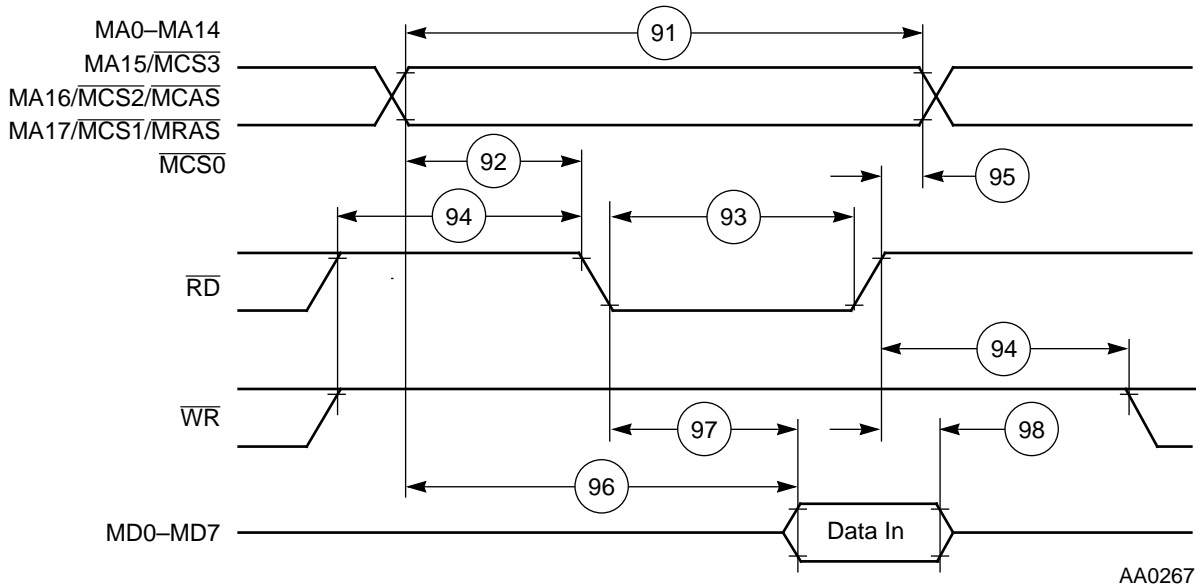 MA0–MA14
91
MA15/MCS3
MA16/MCS2/MCAS
MA17/MCS1/MRAS
MCS0
92
95
94
93
RD
94
WR
97
98
96
MD0–MD7
Data In
AA0267